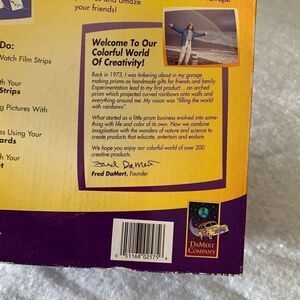 and amaze
your friends!
Do:
Watch Film Strips
th Your
Strips
g Pictures With
es Using Your
ards
th Your
t
Welcome To Our
Colorful World
Of Creativity!
Back in 1973, I was tinkering about in my garage
making prisms as handmade gifts for friends and family.
Experimentation lead to my first product... an arched
prism which projected curved rainbows onto walls and
everything around me. My vision was "filling the world
with rainbows".
What started as a little prism business evolved into some-
thing with life and color of its own. Now we combine
imagination with the wonders of nature and science to
create products that educate, entertain and endure.
We hope you enjoy our colorful world of over 200
creative products.
Fred DaMert
Fred DaMert, Founder
0 51168 02575
DaMert
Company